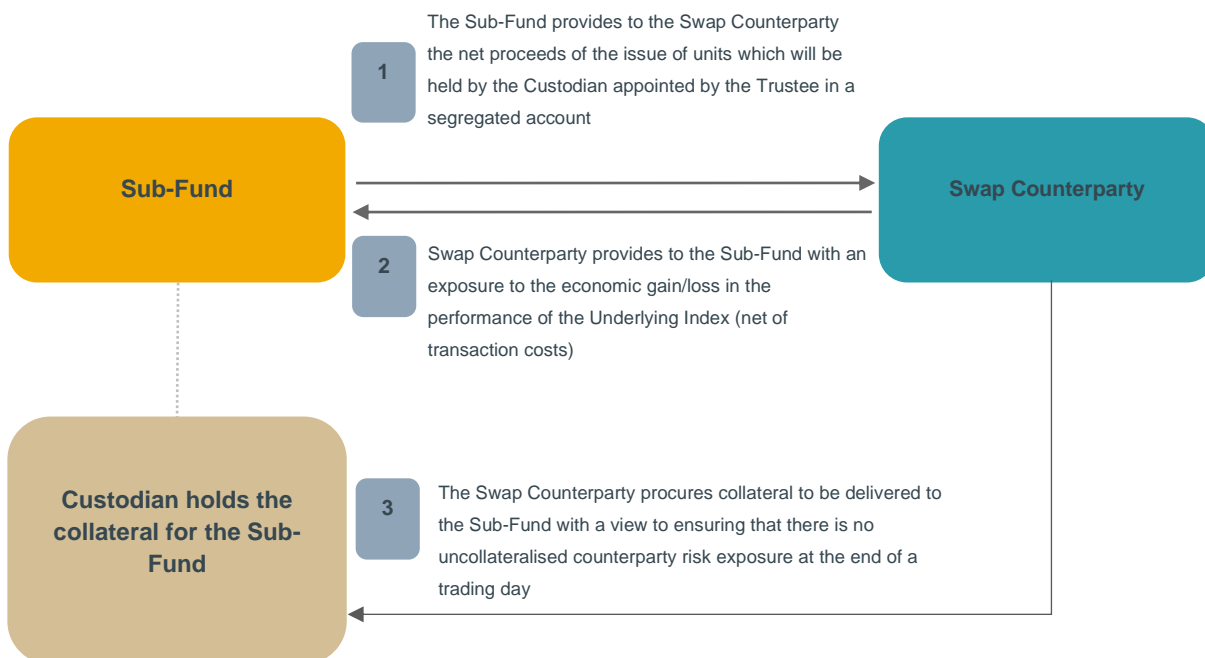 The Sub-Fund provides to the Swap Counterparty
the net proceeds of the issue of units which will be
held by the Custodian appointed by the Trustee in a
segregated account
1
Sub-Fund
Swap Counterparty
2
Swap Counterparty provides to the Sub-Fund with an
exposure to the economic gain/loss in the
performance of the Underlying Index (net of
transaction costs)
Custodian holds the
collateral for the Sub-
Fund
3
The Swap Counterparty procures collateral to be delivered to
the Sub-Fund with a view to ensuring that there is no
uncollateralised counterparty risk exposure at the end of a
trading day